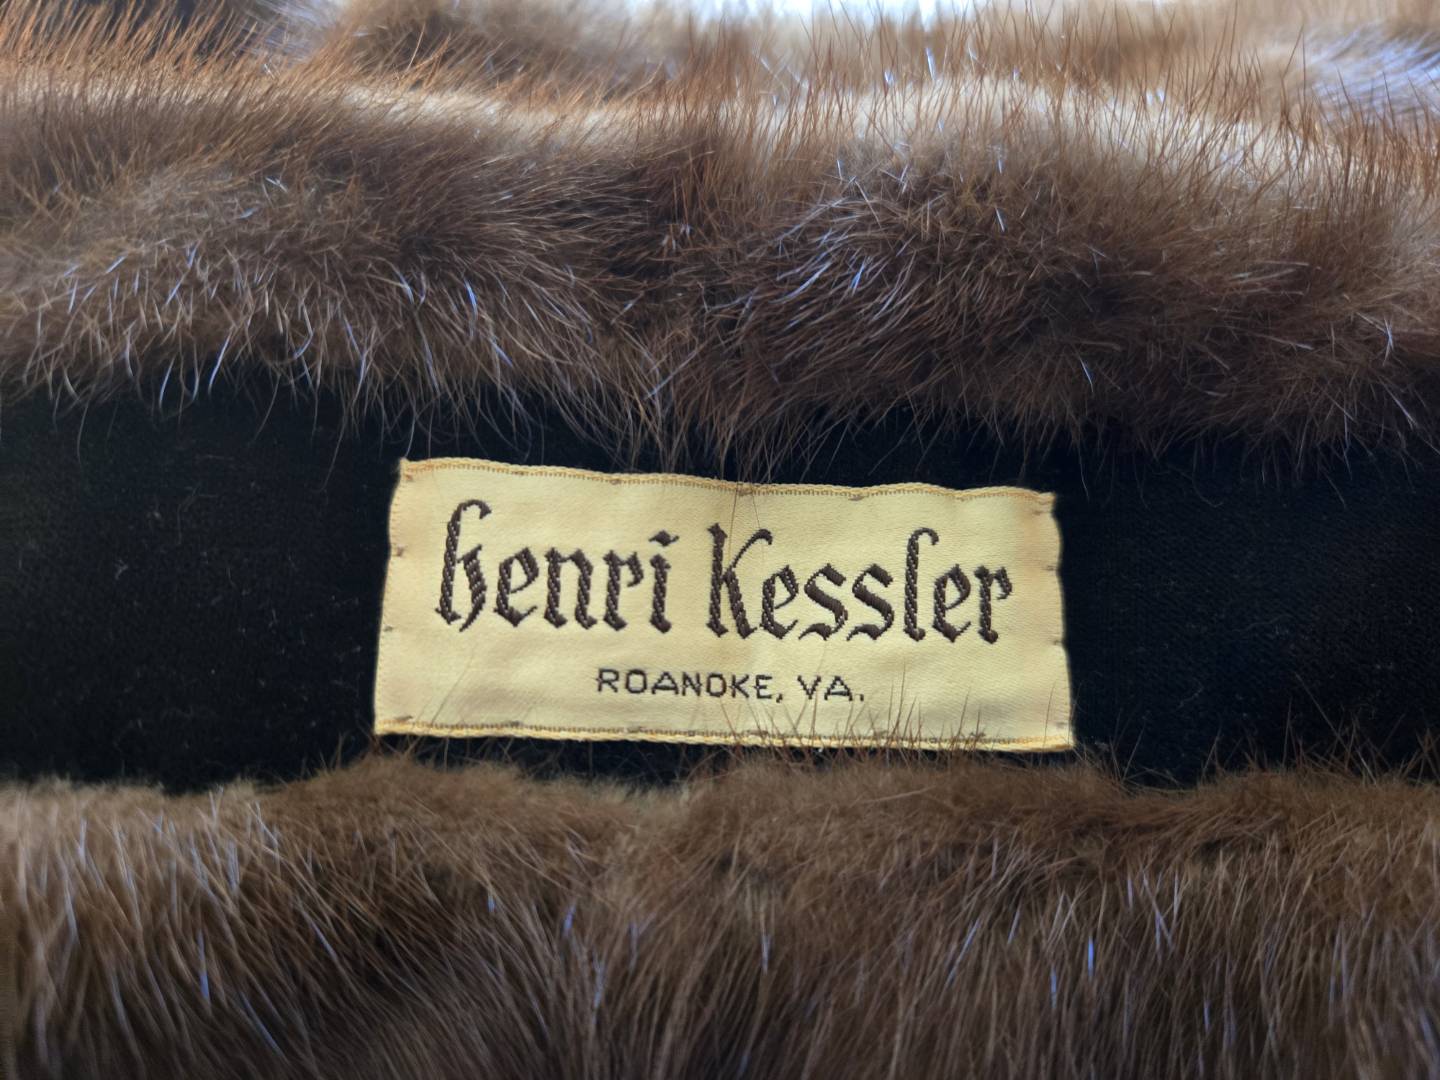 henri Kessler
ROANOKE, VA.